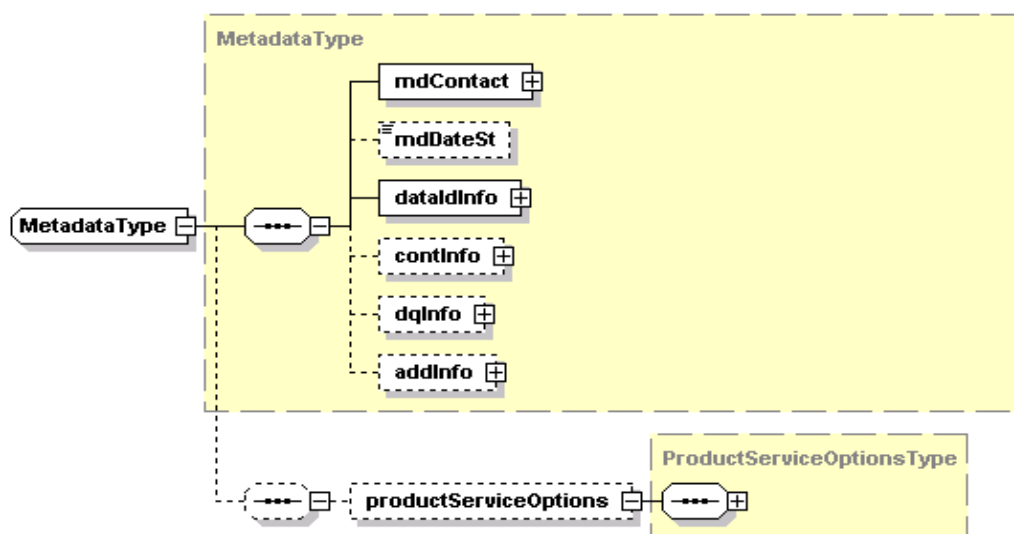 MetadataType
mdContact
mdDateSt
MetadataType
dataIdInfo
contInfo
dqInfo
addInfo
ProductServiceOptionsType
productServiceOptions